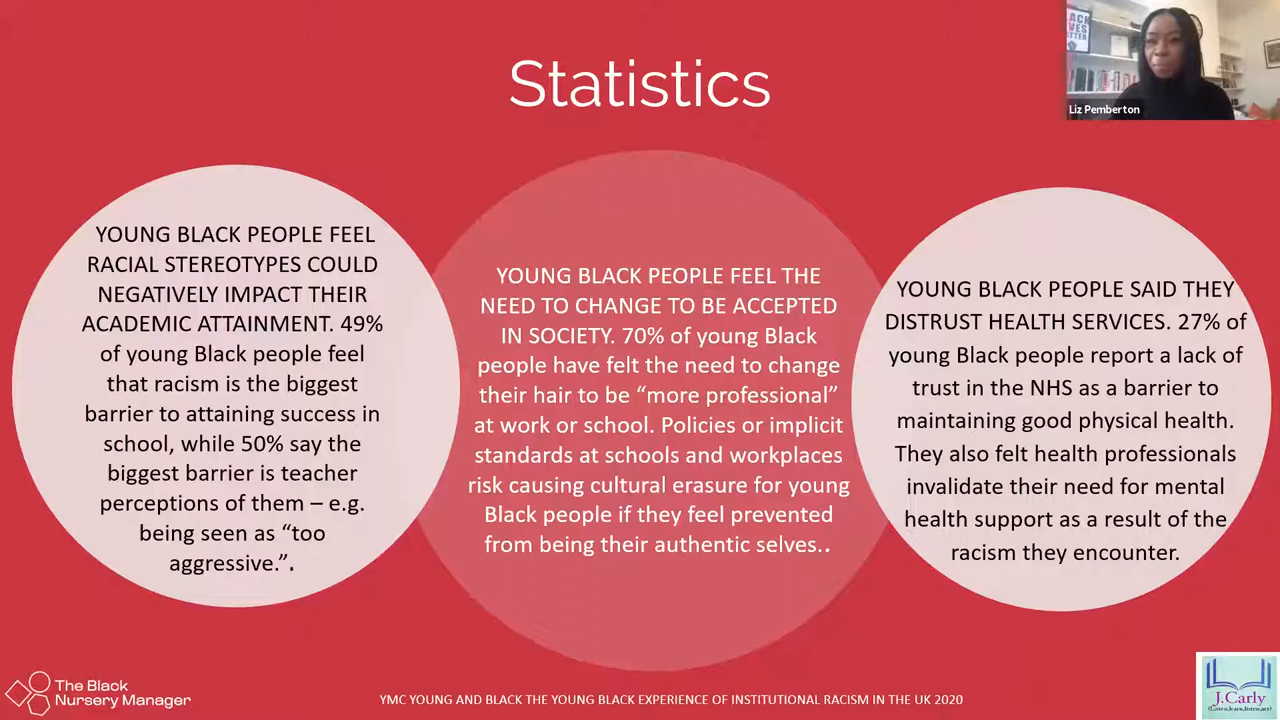 Statistics
BLACK
LIVES
MATTER
Liz Pemberton
YOUNG BLACK PEOPLE FEEL
RACIAL STEREOTYPES COULD
NEGATIVELY IMPACT THEIR
ACADEMIC ATTAINMENT. 49%
of young Black people feel
that racism is the biggest
barrier to attaining success in
school, while 50% say the
biggest barrier is teacher
perceptions of them – e.g.
being seen as “too
aggressive.”.
YOUNG BLACK PEOPLE FEEL THE
NEED TO CHANGE TO BE ACCEPTED
IN SOCIETY. 70% of young Black
people have felt the need to change
their hair to be “more professional”
at work or school. Policies or implicit
standards at schools and workplaces
risk causing cultural erasure for young
Black people if they feel prevented
from being their authentic selves..
YOUNG BLACK PEOPLE SAID THEY
DISTRUST HEALTH SERVICES. 27% of
young Black people report a lack of
trust in the NHS as a barrier to
maintaining good physical health.
They also felt health professionals
invalidate their need for mental
health support as a result of the
racism they encounter.
The Black
Nursery Manager
YMC YOUNG AND BLACK THE YOUNG BLACK EXPERIENCE OF INSTITUTIONAL RACISM IN THE UK 2020
J.Carly